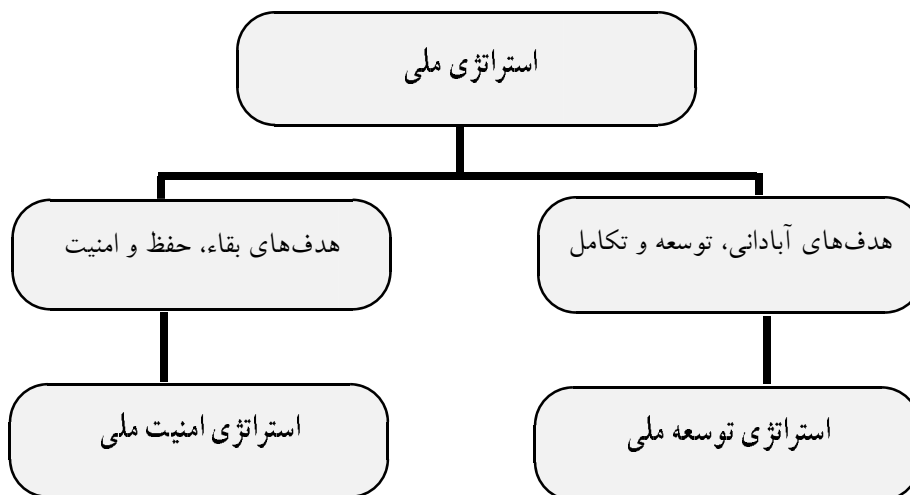 استراتژی ملی
هدف‌های آبادانی، توسعه و تکامل
هدف‌های بقاء، حفظ و امنیت
استراتژی توسعه ملی
استراتژی امنیت ملی